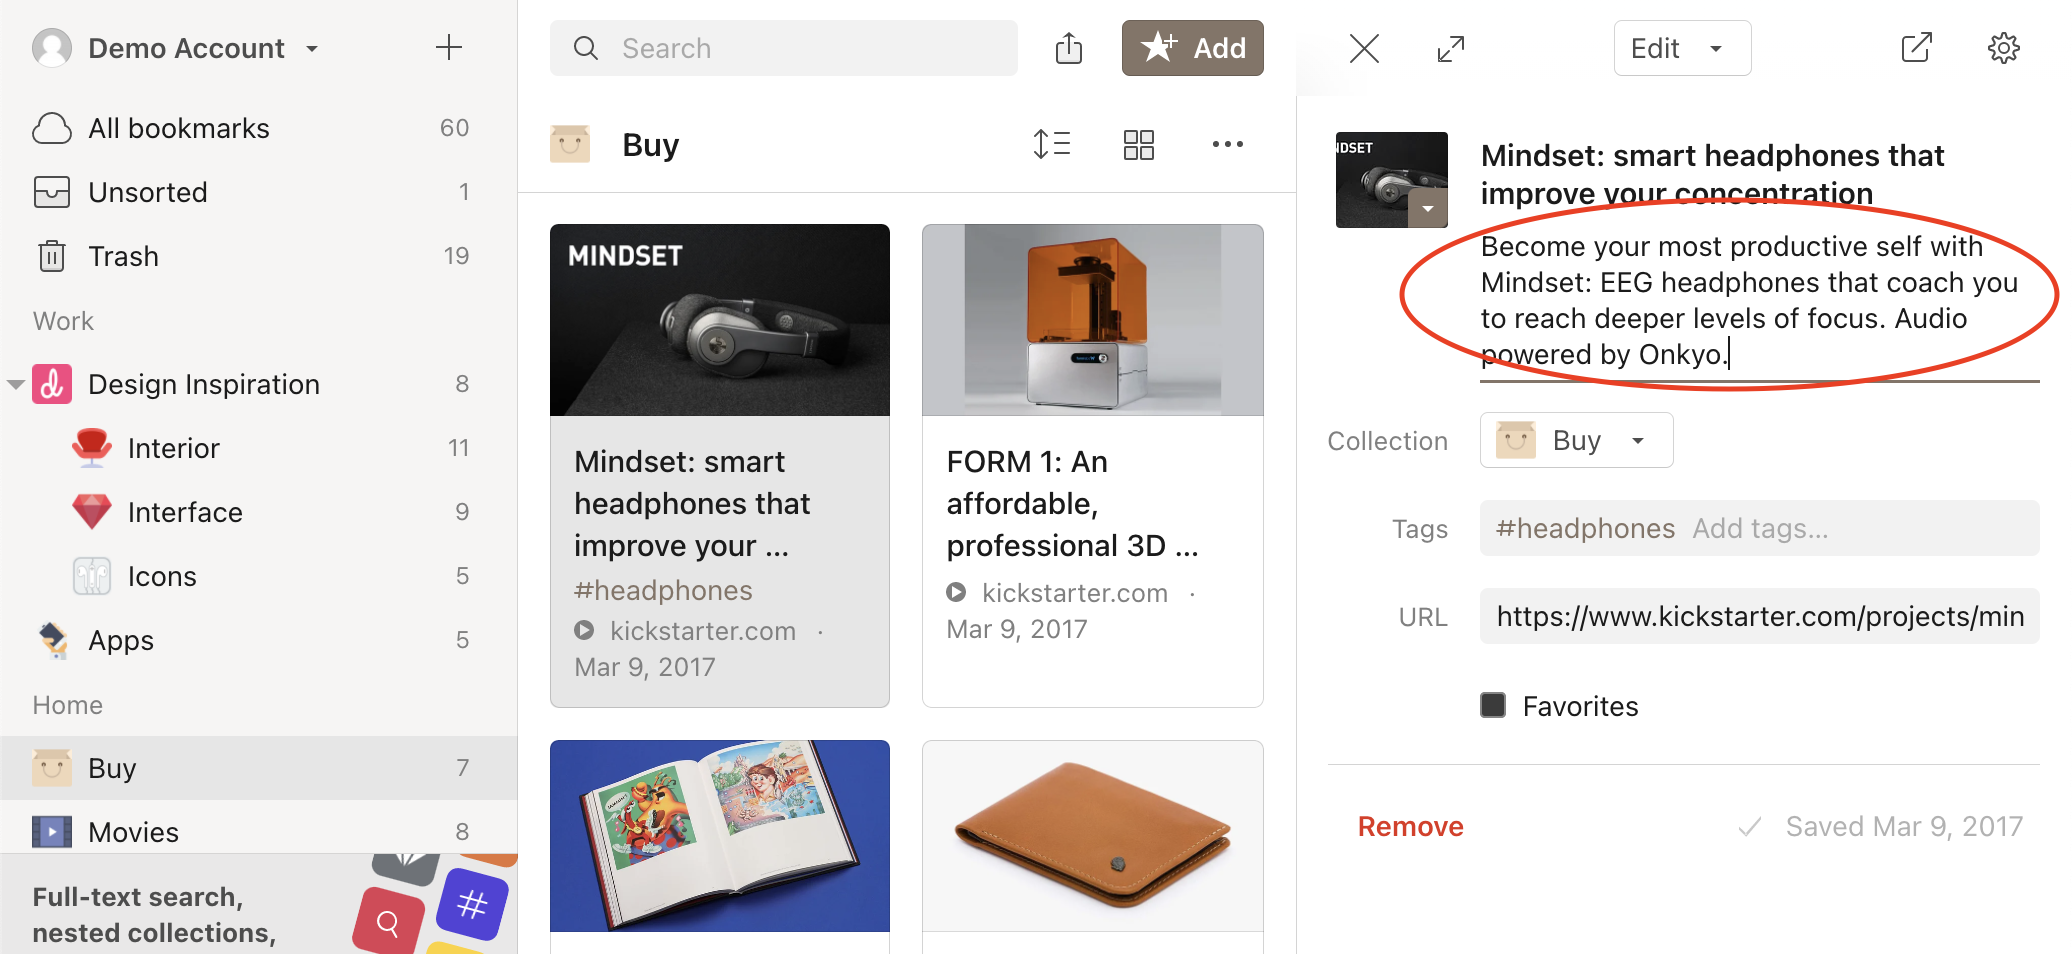 Demo Account
All bookmarks 60
Unsorted 1
Trash 19
Work
Design Inspiration 8
Interior 11
Interface 9
Icons 5
Apps 5
Home
Buy 7
Movies 8
Full-text search,
nested collections,
#
Search
Add
Buy
MINDSET
Mindset: smart
headphones that
improve your ...
#headphones
kickstarter.com ·
Mar 9, 2017
FORM 1: An
affordable,
professional 3D ...
kickstarter.com ·
Mar 9, 2017
Edit
NDSET
Mindset: smart headphones that
improve your concentration
Become your most productive self with
Mindset: EEG headphones that coach you
to reach deeper levels of focus. Audio
powered by Onkyo.
Collection Buy
Tags #headphones Add tags...
URL https://www.kickstarter.com/projects/min
Favorites
Remove Saved Mar 9, 2017